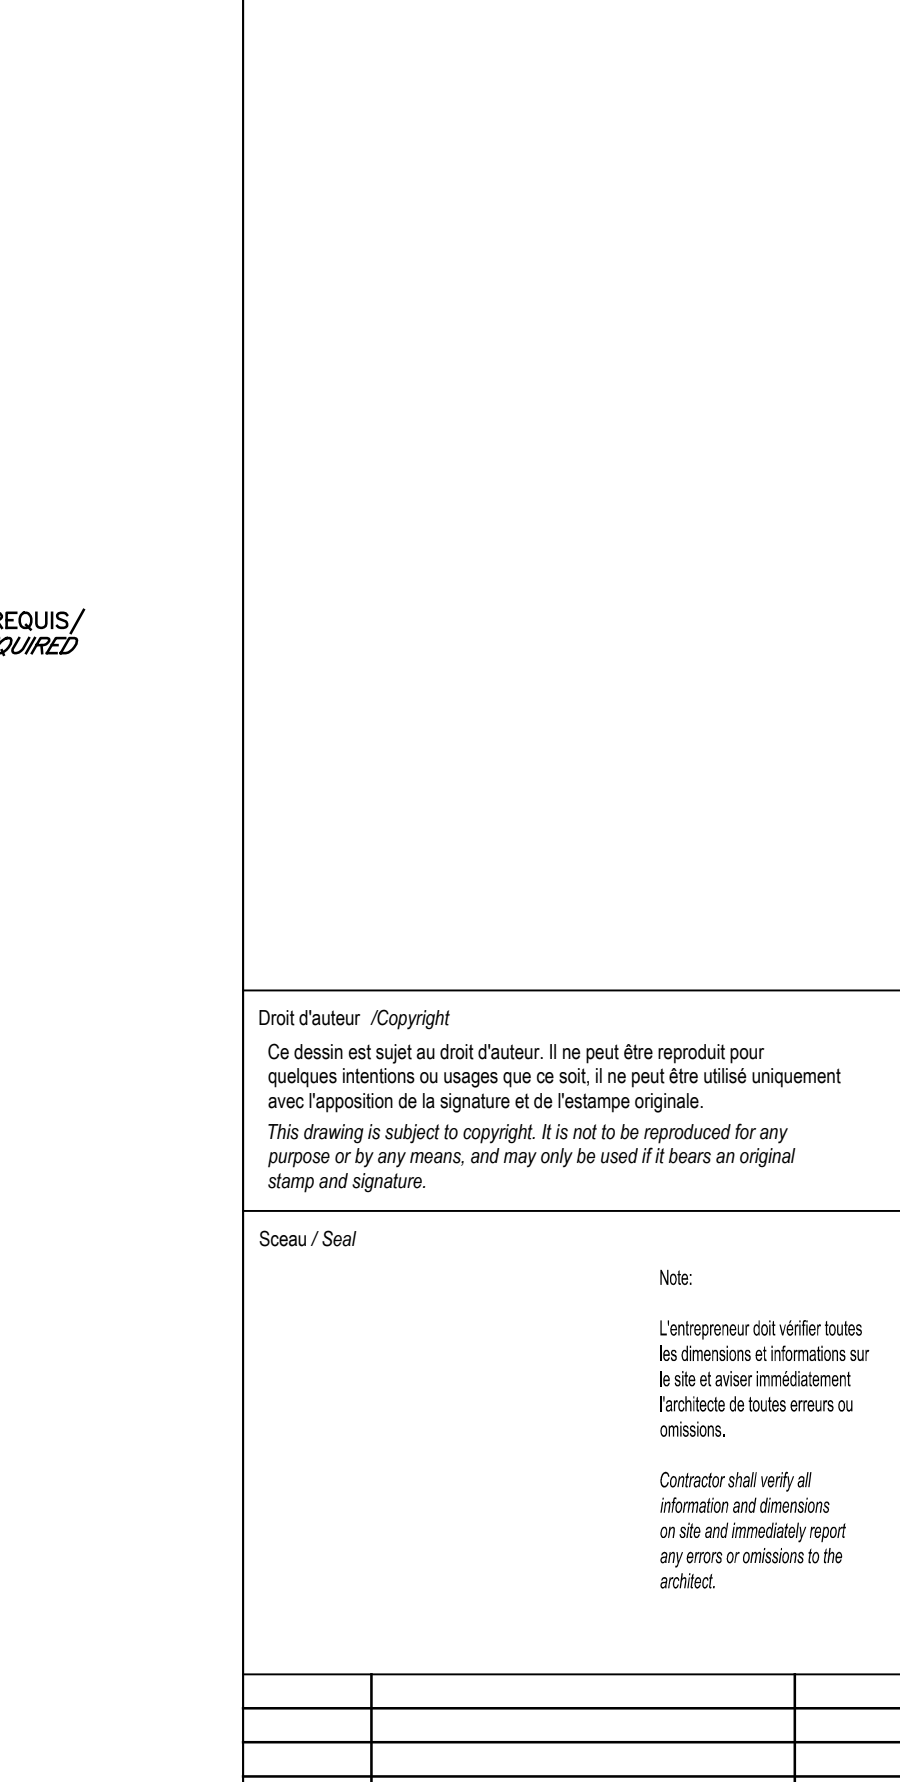 REQUIS/
QUIRED
Droit d'auteur /Copyright
Ce dessin est sujet au droit d'auteur. Il ne peut être reproduit pour
quelques intentions ou usages que ce soit, il ne peut être utilisé uniquement
avec l'apposition de la signature et de l'estampe originale.
This drawing is subject to copyright. It is not to be reproduced for any
purpose or by any means, and may only be used if it bears an original
stamp and signature.
Sceau / Seal
Note:
L'entrepreneur doit vérifier toutes
les dimensions et informations sur
le site et aviser immédiatement
l'architecte de toutes erreurs ou
omissions.
Contractor shall verify all
information and dimensions
on site and immediately report
any errors or omissions to the
architect.